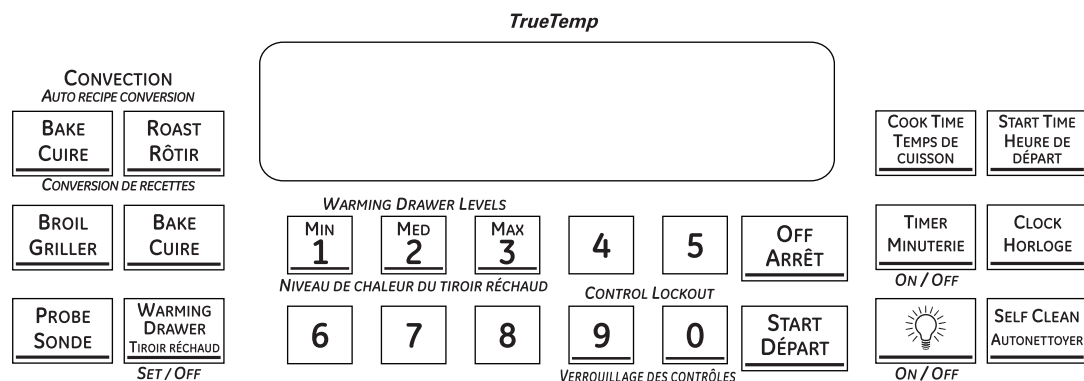 TrueTemp
CONVECTION
AUTO RECIPE CONVERSION
BAKE
CUIRE
ROAST
RÔTIR
CONVERSION DE RECETTES
BROIL
GRILLER
BAKE
CUIRE
PROBE
SONDE
WARMING
DRAWER
TIROIR RÉCHAUD
SET / OFF
WARMING DRAWER LEVELS
MIN
1
MED
2
MAX
3
4
5
OFF
ARRÊT
NIVEAU DE CHALEUR DU TIROIR RÉCHAUD
CONTROL LOCKOUT
6
7
8
9
0
START
DÉPART
VERROUILLAGE DES CONTRÔLES
COOK TIME
TEMPS DE
CUISSON
START TIME
HEURE DE
DÉPART
TIMER
MINUTERIE
ON / OFF
CLOCK
HORLOGE
ON / OFF
SELF CLEAN
AUTONETTOYER